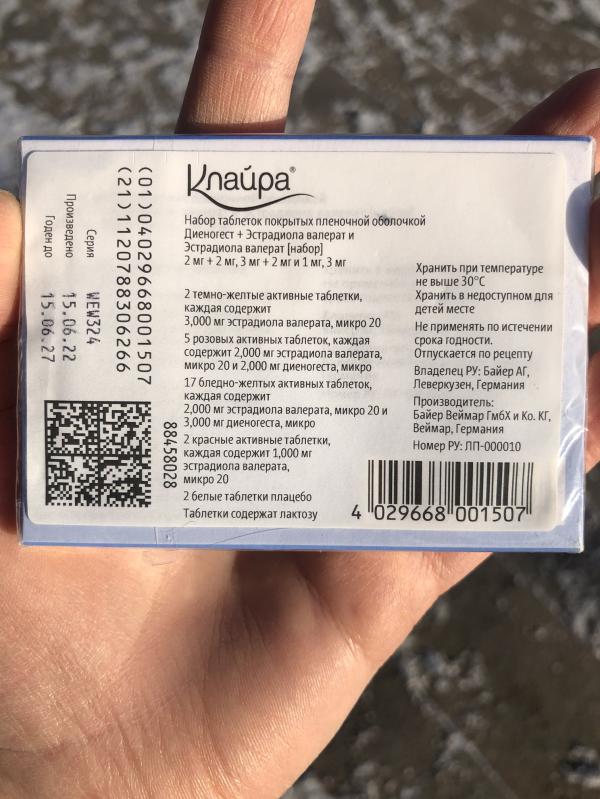 Клайра®
Набор таблеток покрытых пленочной оболочкой
Диеногест + Эстрадиола валерат и
Эстрадиола валерат [набор]
2 мг + 2 мг, 3 мг + 2 мг и 1 мг, 3 мг
2 темно-желтые активные таблетки,
каждая содержит
3,000 мг эстрадиола валерата, микро 20
5 розовых активных таблеток, каждая
содержит 2,000 мг эстрадиола валерата,
микро 20 и 2,000 мг диеногеста, микро
17 бледно-желтых активных таблеток,
каждая содержит
2,000 мг эстрадиола валерата, микро 20 и
3,000 мг диеногеста, микро
2 красные активные таблетки,
каждая содержит 1,000 мг
эстрадиола валерата,
микро 20
2 белые таблетки плацебо
Таблетки содержат лактозу
Хранить при температуре
не выше 30°C
Хранить в недоступном для
детей месте
Не применять по истечении
срока годности.
Отпускается по рецепту
Владелец РУ: Байер АГ,
Леверкузен, Германия
Производитель:
Байер Веймар ГмбХ и Ко. КГ,
Веймар, Германия
Номер РУ: ЛП-000010
4 029668 001507
(01)04029668001507
(21)1120788306266
Серия WEW324
Произведено 15.06.22
Годен до 15.06.27
88458028